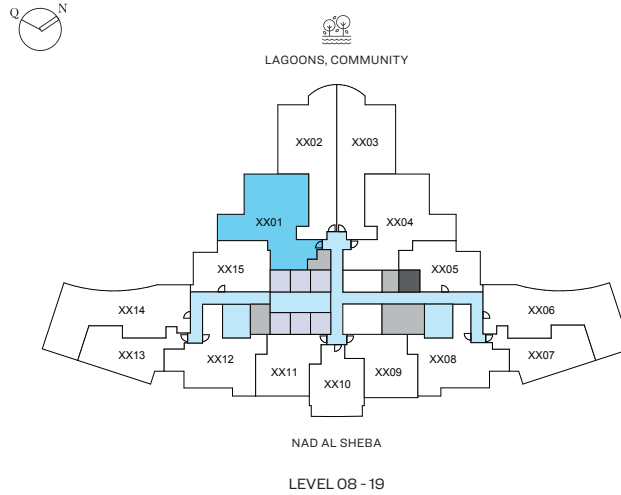 Q N
LAGOONS, COMMUNITY
XX02 XX03
XX01 XX04
XX15 XX05
XX14 XX06
XX13 XX12 XX08 XX07
XX11 XX10 XX09
NAD AL SHEBA
LEVEL 08 - 19